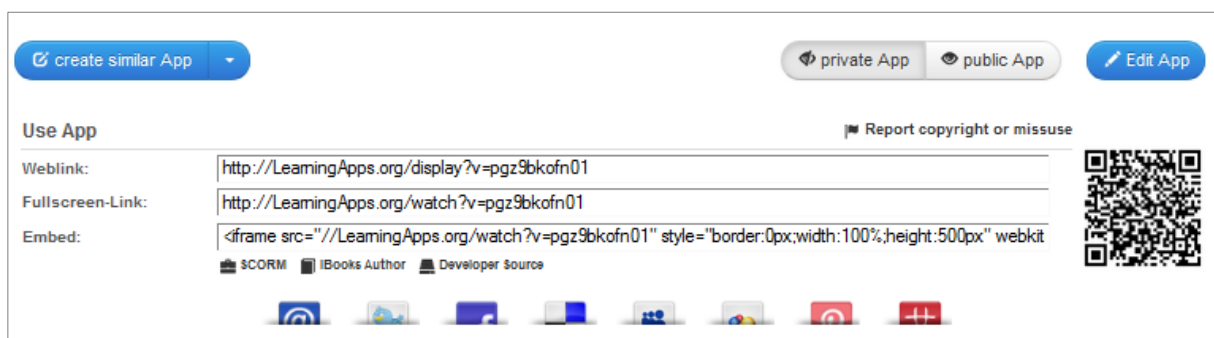 create similar App
private App
public App
Edit App
Use App
Report copyright or missuse
Weblink:
http://LearningApps.org/display?v=pgz9bkofn01
Fullscreen-Link:
http://LearningApps.org/watch?v=pgz9bkofn01
Embed:
<iframe src="//LearningApps.org/watch?v=pgz9bkofn01" style="border:0px;width:100%;height:500px" webkit
SCORM iBooks Author Developer Source